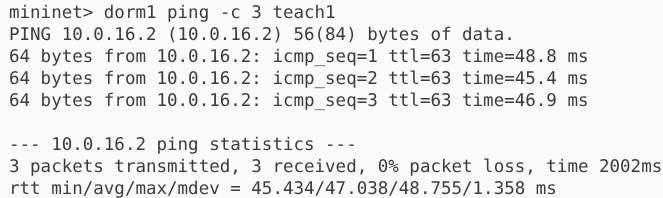 mininet> dorm1 ping -c 3 teach1
PING 10.0.16.2 (10.0.16.2) 56(84) bytes of data.
64 bytes from 10.0.16.2: icmp_seq=1 ttl=63 time=48.8 ms
64 bytes from 10.0.16.2: icmp_seq=2 ttl=63 time=45.4 ms
64 bytes from 10.0.16.2: icmp_seq=3 ttl=63 time=46.9 ms

--- 10.0.16.2 ping statistics ---
3 packets transmitted, 3 received, 0% packet loss, time 2002ms
rtt min/avg/max/mdev = 45.434/47.038/48.755/1.358 ms